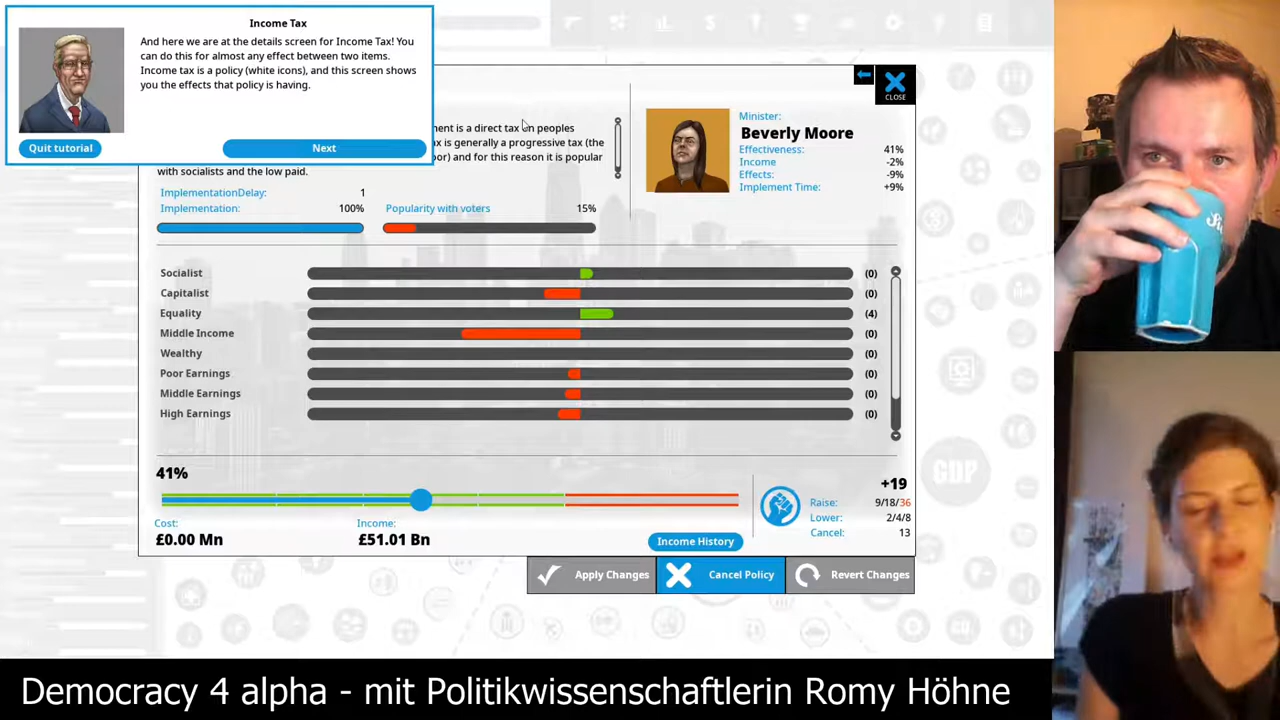 Income Tax
And here we are at the details screen for Income Tax! You
can do this for almost any effect between two items.
Income tax is a policy (white icons), and this screen shows
you the effects that policy is having.
Quit tutorial
Next
ment is a direct tax on peoples
x is generally a progressive tax (the
oor) and for this reason it is popular
with socialists and the low paid.
ImplementationDelay: 1
Implementation: 100%
Popularity with voters 15%
CLOSE
Minister:
Beverly Moore
Effectiveness: 41%
Income -2%
Effects: -9%
Implement Time: +9%
Socialist (0)
Capitalist (0)
Equality (4)
Middle Income (0)
Wealthy (0)
Poor Earnings (0)
Middle Earnings (0)
High Earnings (0)
41%
Cost:
£0.00 Mn
Income:
£51.01 Bn
Income History
+19
Raise: 9/18/36
Lower: 2/4/8
Cancel: 13
Apply Changes
Cancel Policy
Revert Changes
GDP
Democracy 4 alpha - mit Politikwissenschaftlerin Romy Höhne